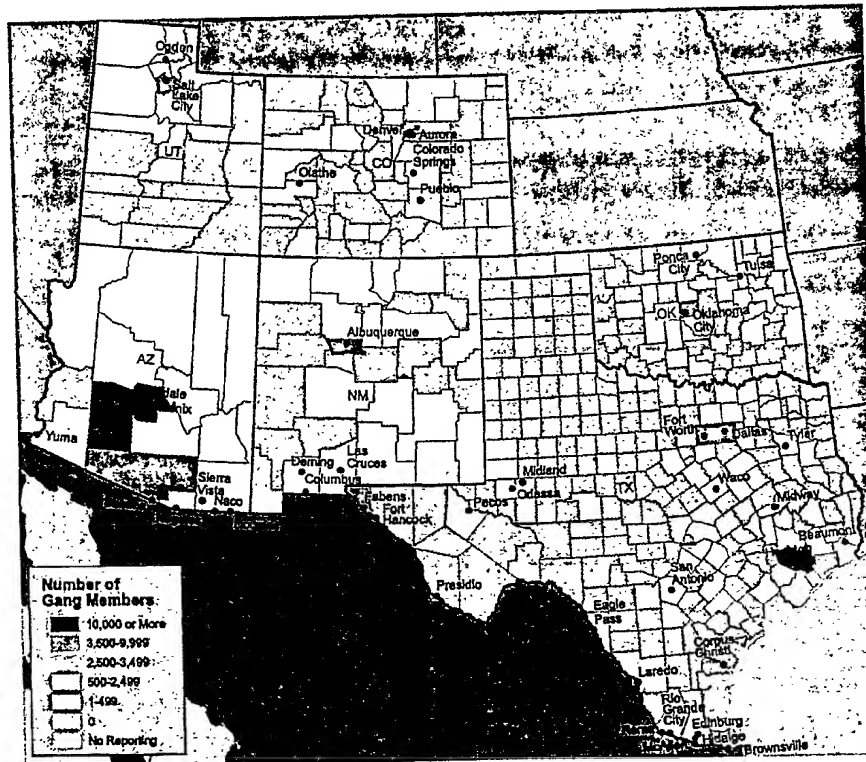 Ogdon
Salt
Lake
City
UT
Denver
Aurora
Colorado
Springs
CO
Olathe
Pueblo
Ponca
City
Tulsa
OK
Oklahoma
City
Albuquerque
AZ
NM
Yuma
Sierra
Vista
Naco
Deming
Las
Cruces
Columbus
Fabens
Fort
Hancock
Pecos
Midland
Odassa
TX
Fort
Worth
Dallas
Tyler
Waco
Midway
Beaumont
San
Antonio
Presidio
Eagle
Pass
Corpus
Christi
Laredo
Rio
Grande
City
Edinburg
Hidalgo
Brownsville
Number of
Gang Members
10,000 or More
3,500-9,999
2,500-3,499
500-2,499
1-499
0
No Reporting